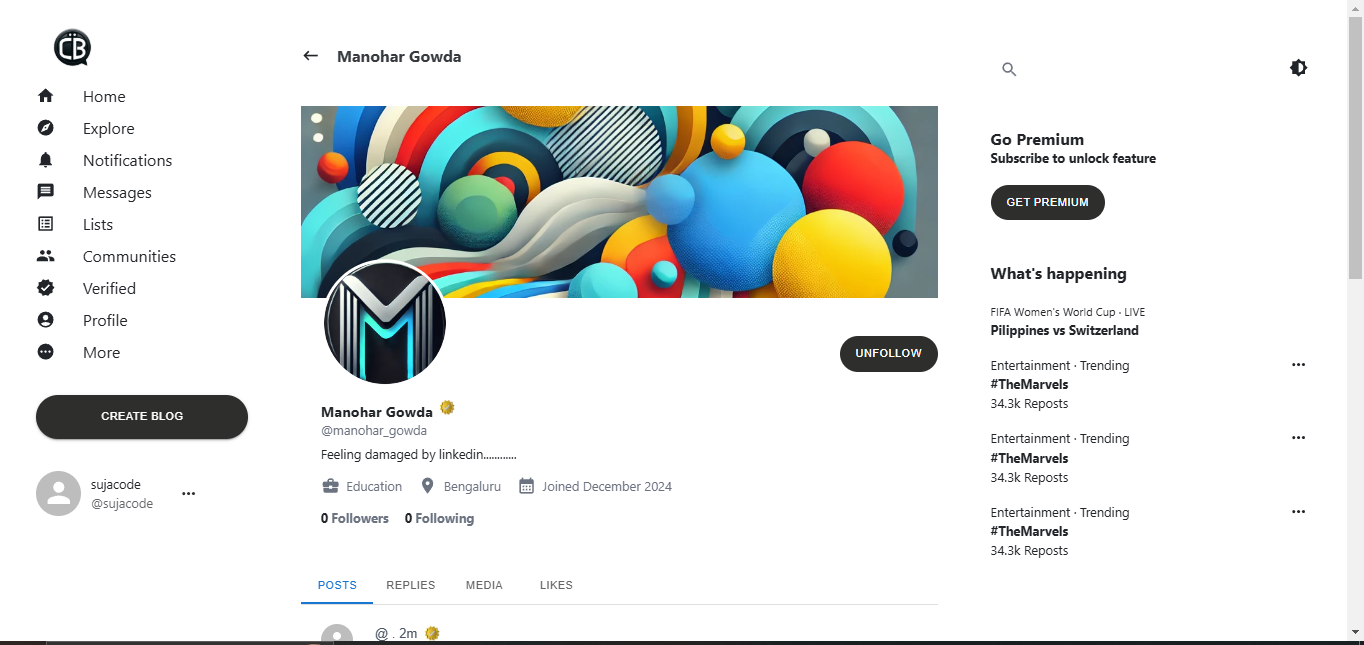 CB
Home
Explore
Notifications
Messages
Lists
Communities
Verified
Profile
More
CREATE BLOG
sujacode
@sujacode
Manohar Gowda
M
UNFOLLOW
Manohar Gowda
@manohar_gowda
Feeling damaged by linkedin............
Education Bengaluru Joined December 2024
0 Followers 0 Following
POSTS REPLIES MEDIA LIKES
@ . 2m
Go Premium
Subscribe to unlock feature
GET PREMIUM
What's happening
FIFA Women's World Cup · LIVE
Pilippines vs Switzerland
Entertainment · Trending
#TheMarvels
34.3k Reposts
Entertainment · Trending
#TheMarvels
34.3k Reposts
Entertainment · Trending
#TheMarvels
34.3k Reposts